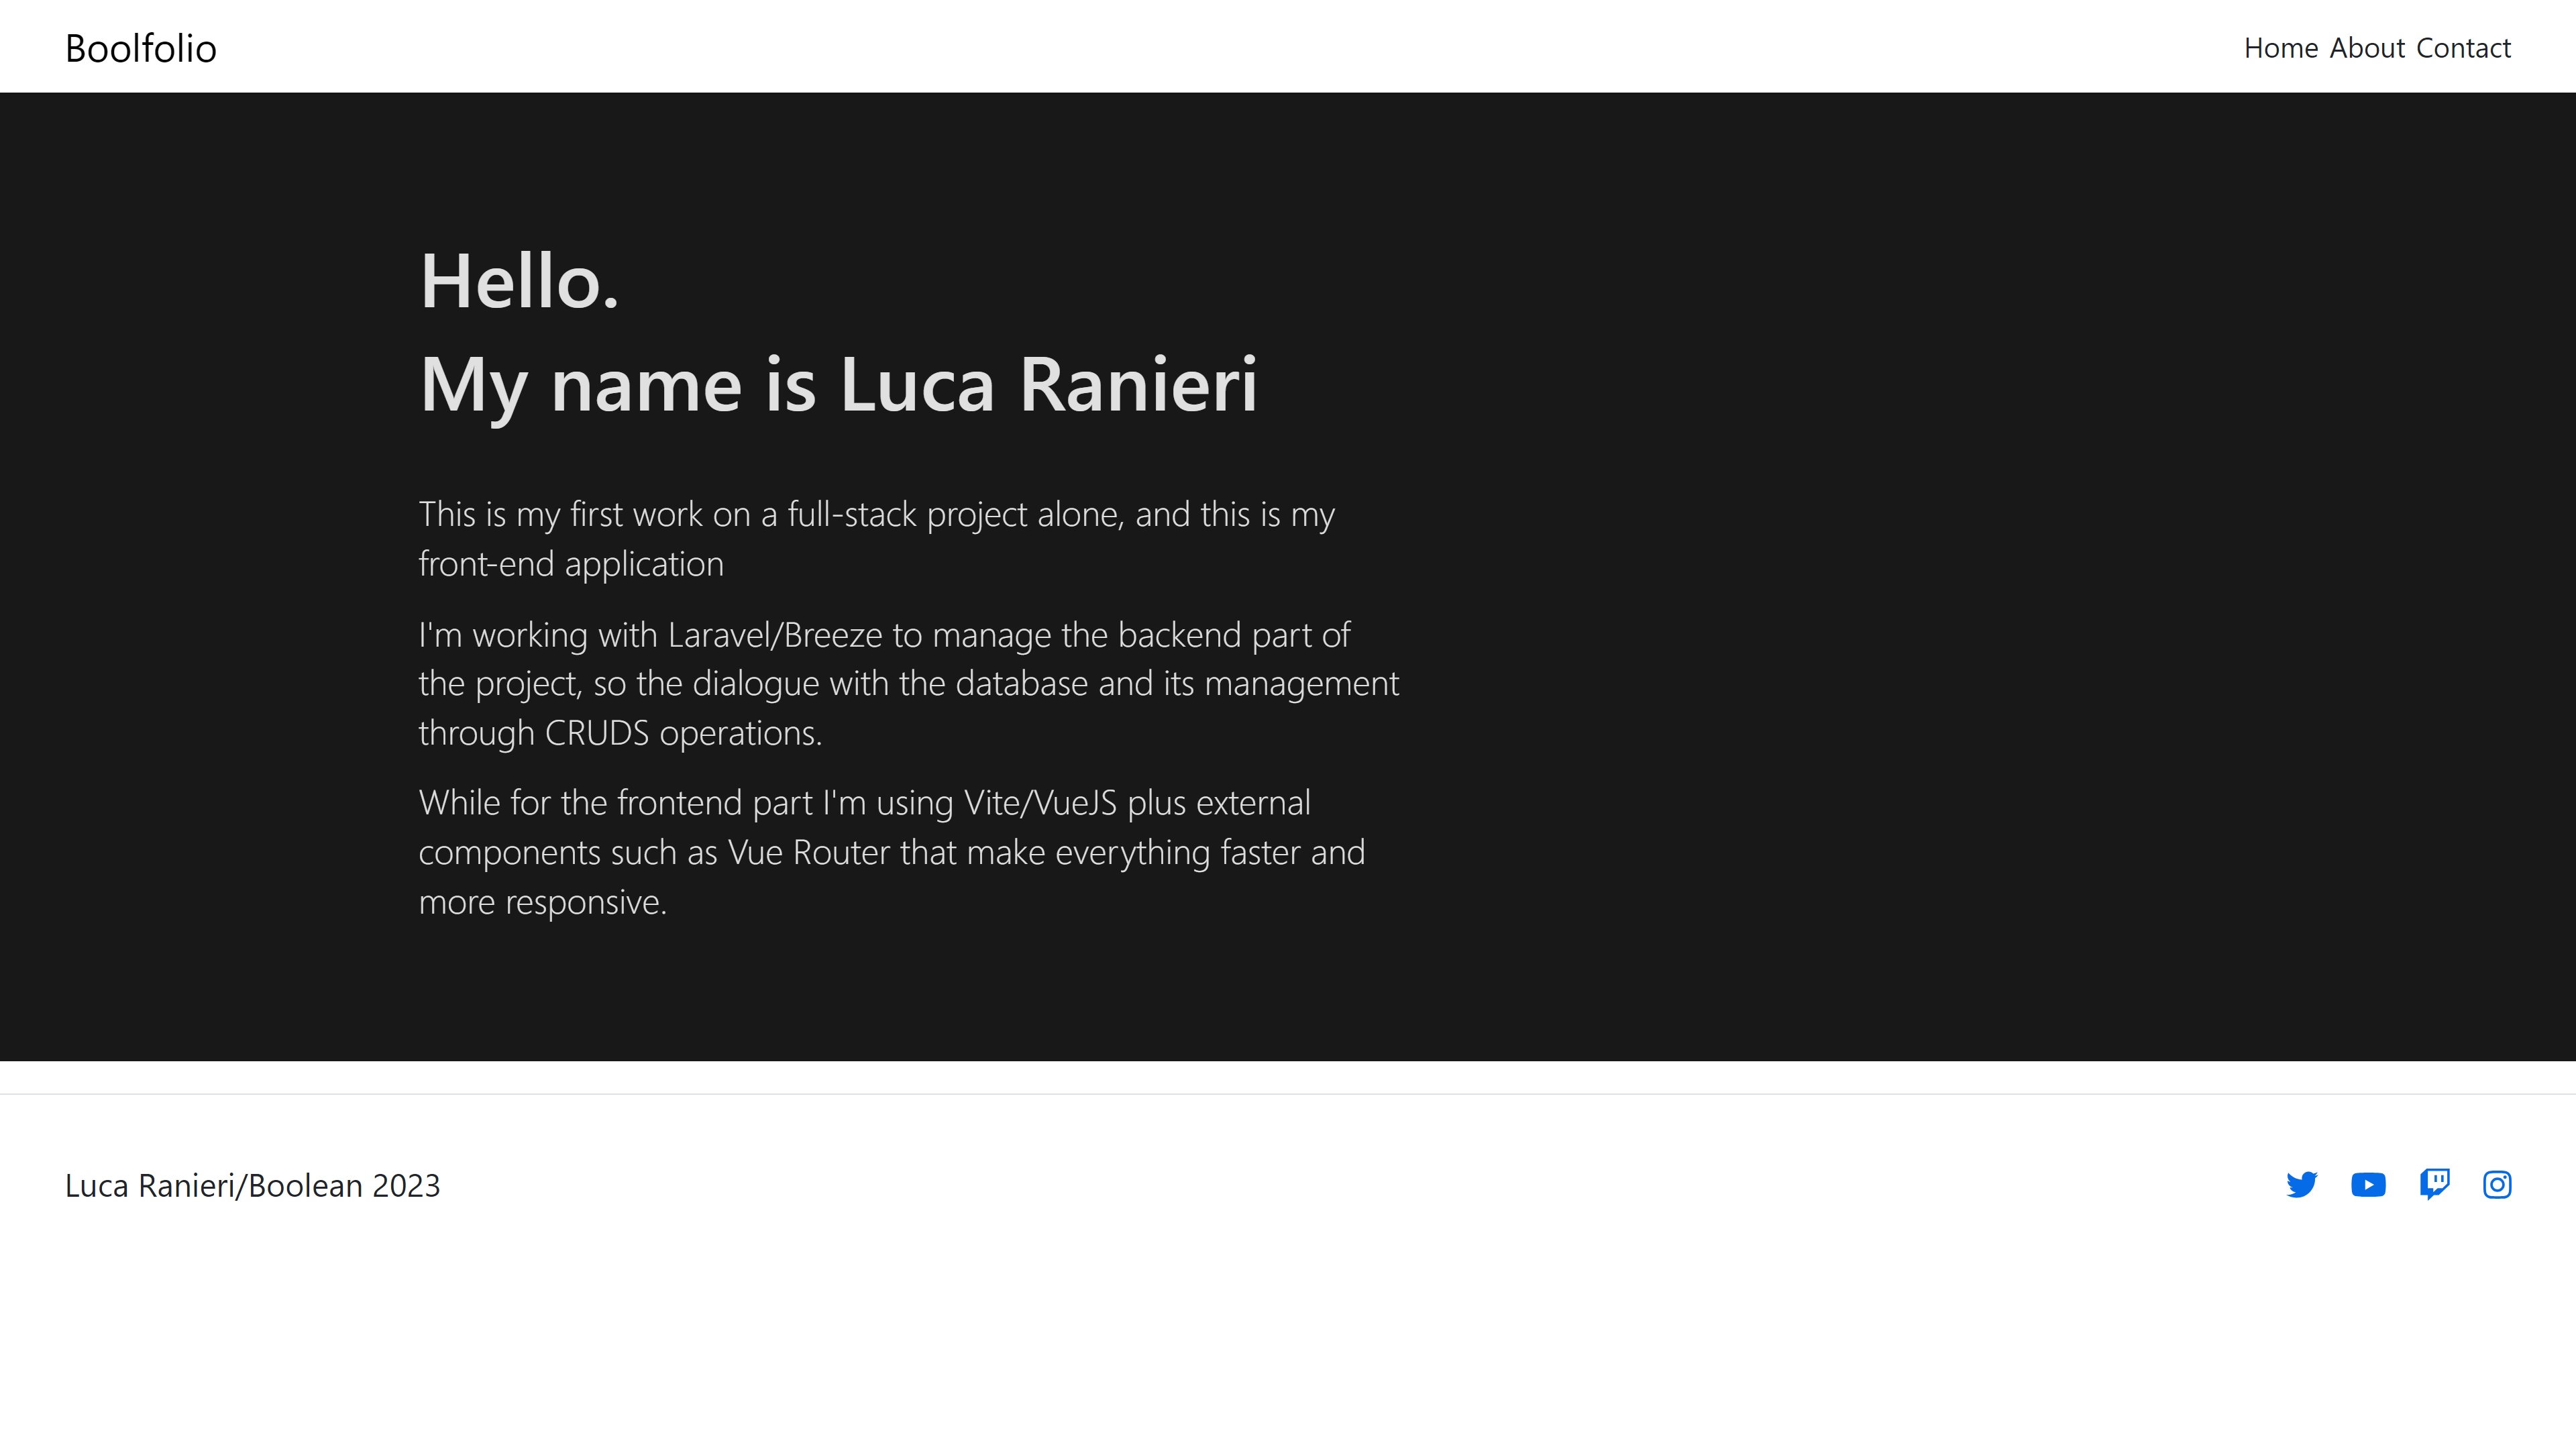 Boolfolio
Home About Contact
Hello.
My name is Luca Ranieri
This is my first work on a full-stack project alone, and this is my
front-end application
I'm working with Laravel/Breeze to manage the backend part of
the project, so the dialogue with the database and its management
through CRUDS operations.
While for the frontend part I'm using Vite/VueJS plus external
components such as Vue Router that make everything faster and
more responsive.
Luca Ranieri/Boolean 2023